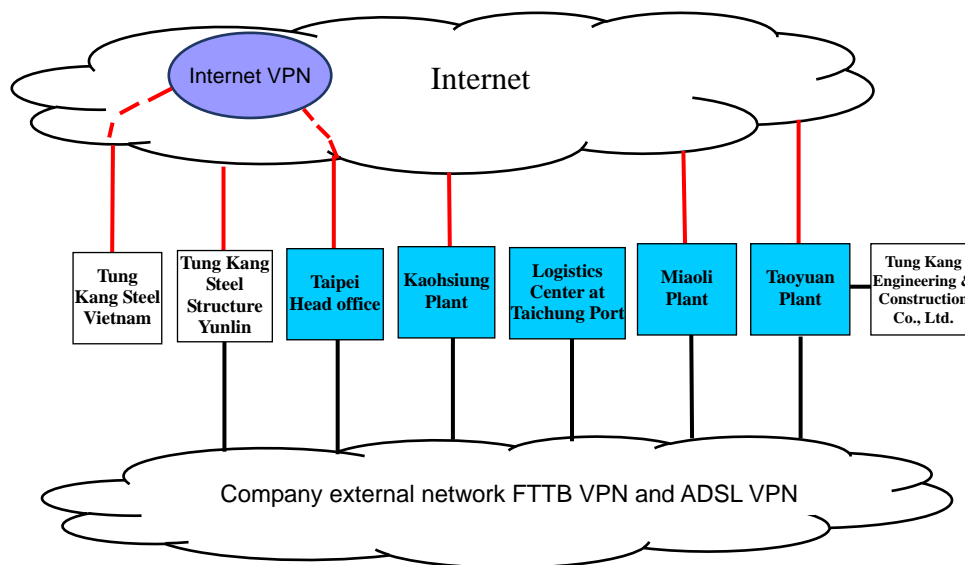 Internet VPN
Internet
Tung
Kang Steel
Vietnam
Tung Kang
Steel
Structure
Yunlin
Taipei
Head office
Kaohsiung
Plant
Logistics
Center at
Taichung Port
Miaoli
Plant
Taoyuan
Plant
Tung Kang
Engineering &
Construction
Co., Ltd.
Company external network FTTB VPN and ADSL VPN